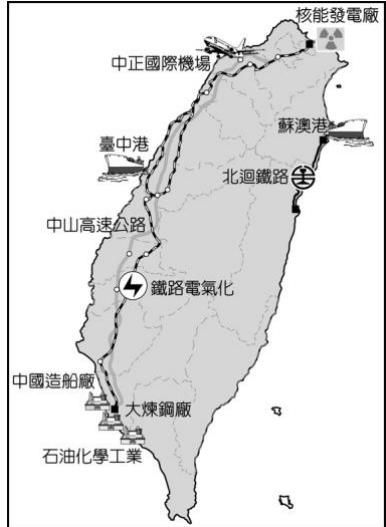 核能發電廠
中正國際機場
蘇澳港
臺中港
北迴鐵路
中山高速公路
鐵路電氣化
中國造船廠
大煉鋼廠
石油化學工業